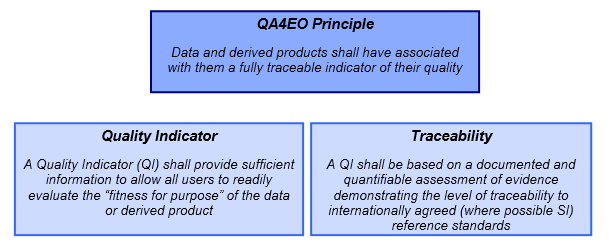 QA4EO Principle
Data and derived products shall have associated
with them a fully traceable indicator of their quality
Quality Indicator
A Quality Indicator (QI) shall provide sufficient
information to allow all users to readily
evaluate the “fitness for purpose” of the data
or derived product
Traceability
A QI shall be based on a documented and
quantifiable assessment of evidence
demonstrating the level of traceability to
internationally agreed (where possible SI)
reference standards